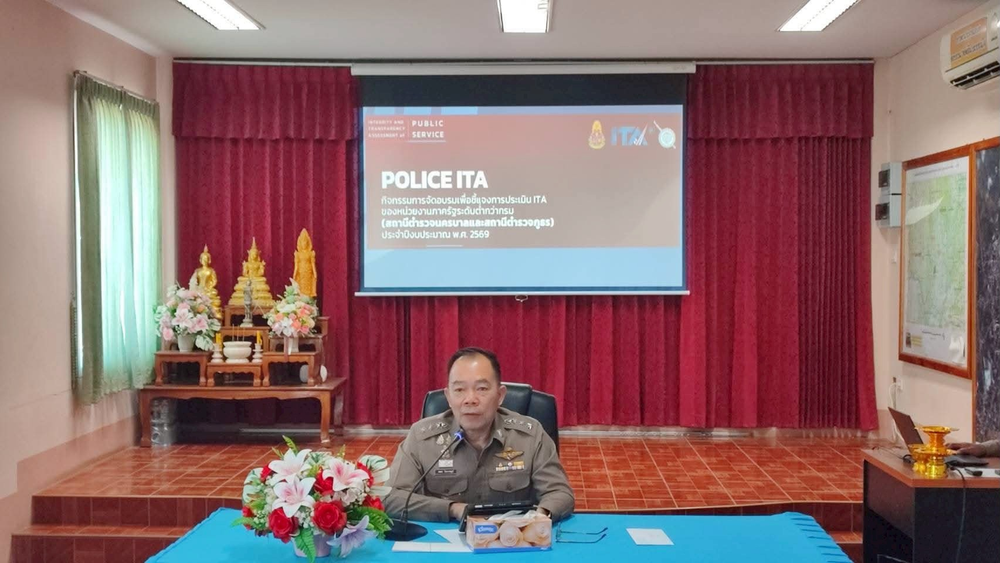 INTEGRITY AND
TRANSPARENCY
ASSESSMENT OF
PUBLIC
SERVICE
ITA
POLICE ITA
กิจกรรมการจัดอบรมเพื่อชี้แจงการประเมิน ITA
ของหน่วยงานภาครัฐระดับต่ำกว่ากรม
(สถานีตำรวจนครบาลและสถานีตำรวจภูธร)
ประจำปีงบประมาณ พ.ศ. 2569
Kleenex